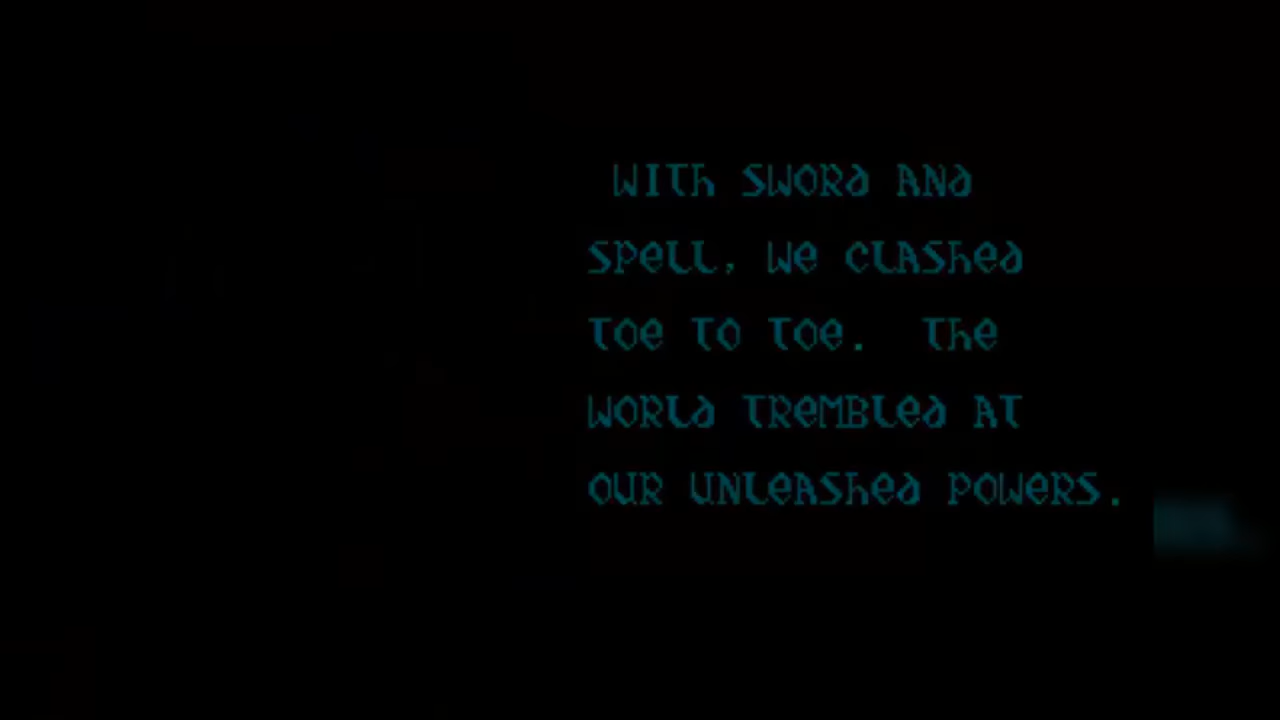 WITH SWORD AND
SPELL, WE CLASHED
TOE TO TOE.  THE
WORLD TREMBLED AT
OUR UNLEASHED POWERS.